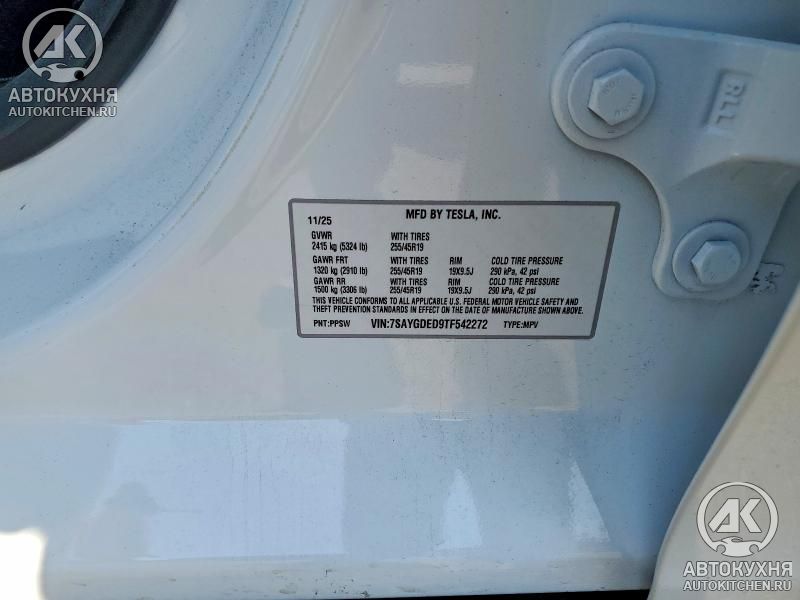 AK
АВТОКУХНЯ
AUTOKITCHEN.RU
RLL
11/25 MFD BY TESLA, INC.
GVWR WITH TIRES
2415 kg (5324 lb) 255/45R19
GAWR FRT WITH TIRES RIM COLD TIRE PRESSURE
1320 kg (2910 lb) 255/45R19 19X9.5J 290 kPa, 42 psi
GAWR RR WITH TIRES RIM COLD TIRE PRESSURE
1500 kg (3306 lb) 255/45R19 19X9.5J 290 kPa, 42 psi
THIS VEHICLE CONFORMS TO ALL APPLICABLE U.S. FEDERAL MOTOR VEHICLE SAFETY AND
THEFT PREVENTION STANDARDS IN EFFECT ON THE DATE OF MANUFACTURE SHOWN ABOVE.
PNT:PPSW VIN:7SAYGDED9TF542272 TYPE:MPV
AK
АВТОКУХНЯ
AUTOKITCHEN.RU